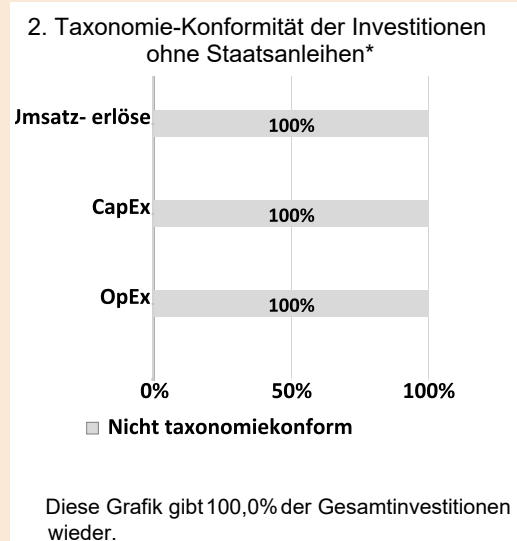 2. Taxonomie-Konformität der Investitionen
ohne Staatsanleihen*
Umsatz- erlöse
100%
CapEx
100%
OpEx
100%
0% 50% 100%
Nicht taxonomiekonform
Diese Grafik gibt 100,0% der Gesamtinvestitionen
wieder.